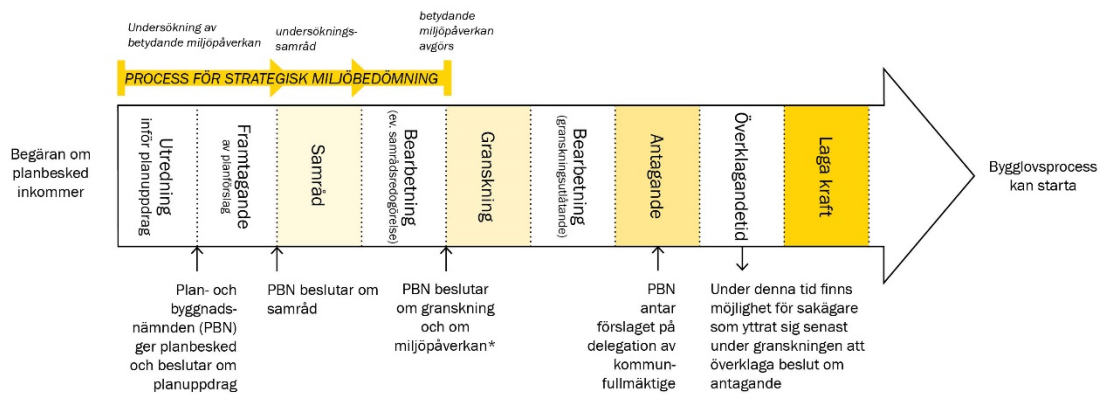 Undersökning av
betydande miljöpåverkan
undersöknings-
samråd
betydande
miljöpåverkan
avgörs
PROCESS FÖR STRATEGISK MILJÖBEDÖMNING
Begäran om
planbesked
inkommer
Utredning
inför planuppdrag
Framtagande
av planförslag
Samråd
Bearbetning
(ev. samrådsredogörelse)
Granskning
Bearbetning
(granskningsutlåtande)
Antagande
Överklagandetid
Laga kraft
Bygglovsprocess
kan starta
Plan- och
byggnads-
nämnden (PBN)
ger planbesked
och beslutar om
planuppdrag
PBN beslutar om
samråd
PBN beslutar
om granskning
och om
miljöpåverkan*
PBN
antar
förslaget på
delegation av
kommun-
fullmäktige
Under denna tid finns
möjlighet för sakägare
som yttrat sig senast
under granskningen att
överklaga beslut om
antagande